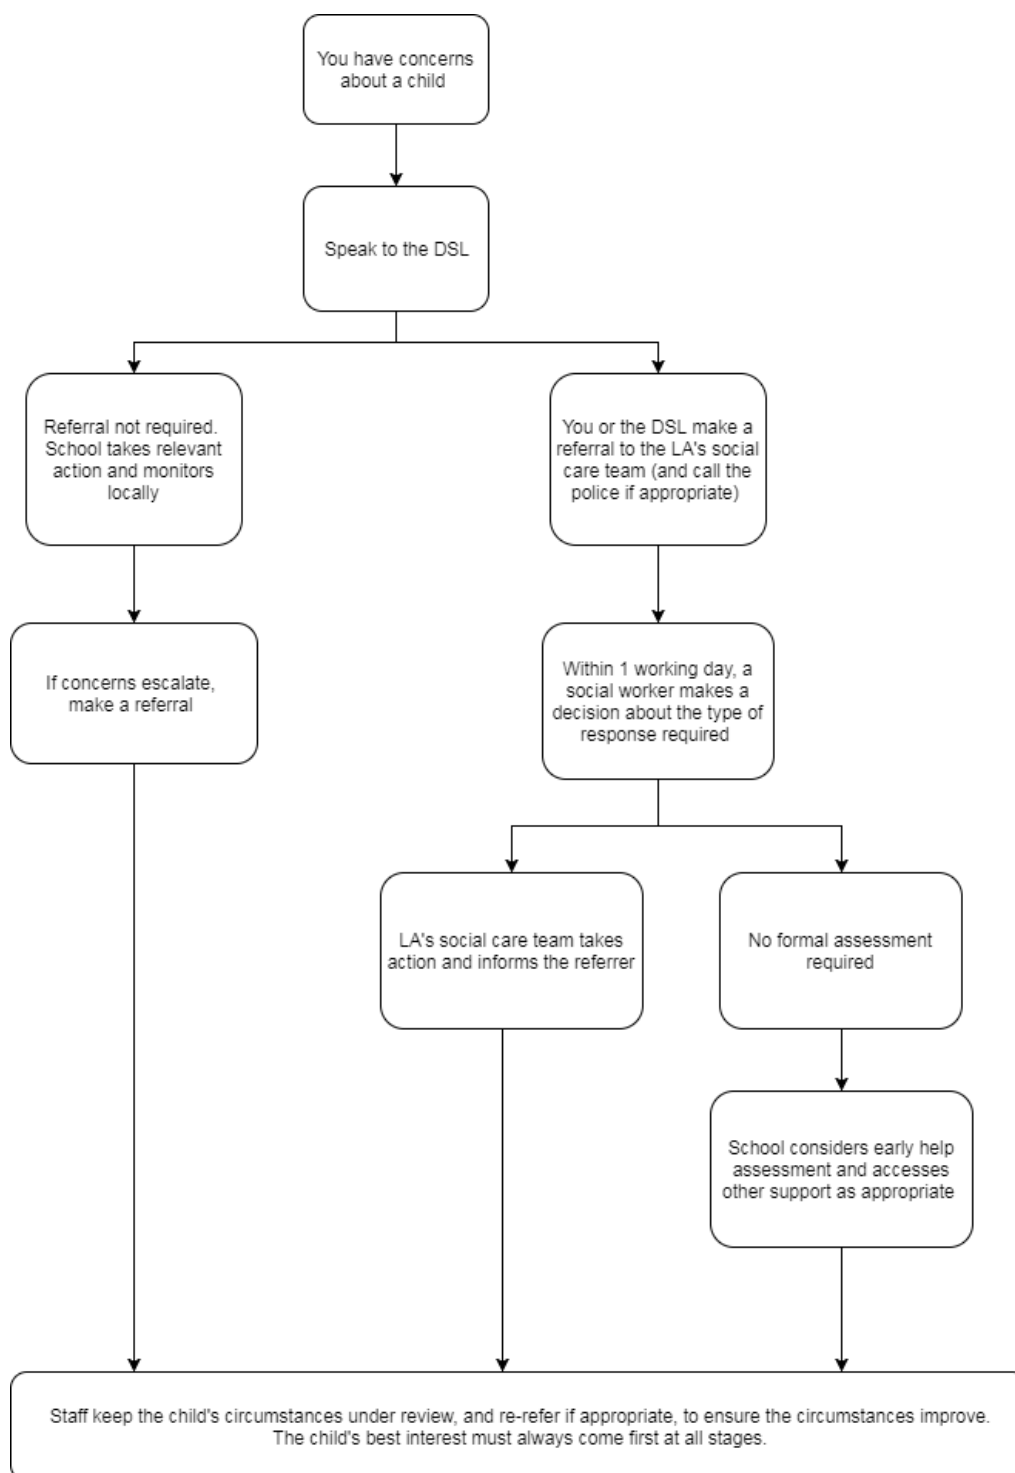 You have concerns
about a child
Speak to the DSL
Referral not required.
School takes relevant
action and monitors
locally
You or the DSL make a
referral to the LA's social
care team (and call the
police if appropriate)
If concerns escalate,
make a referral
Within 1 working day, a
social worker makes a
decision about the type of
response required
LA's social care team takes
action and informs the referrer
No formal assessment
required
School considers early help
assessment and accesses
other support as appropriate
Staff keep the child's circumstances under review, and re-refer if appropriate, to ensure the circumstances improve.
The child's best interest must always come first at all stages.